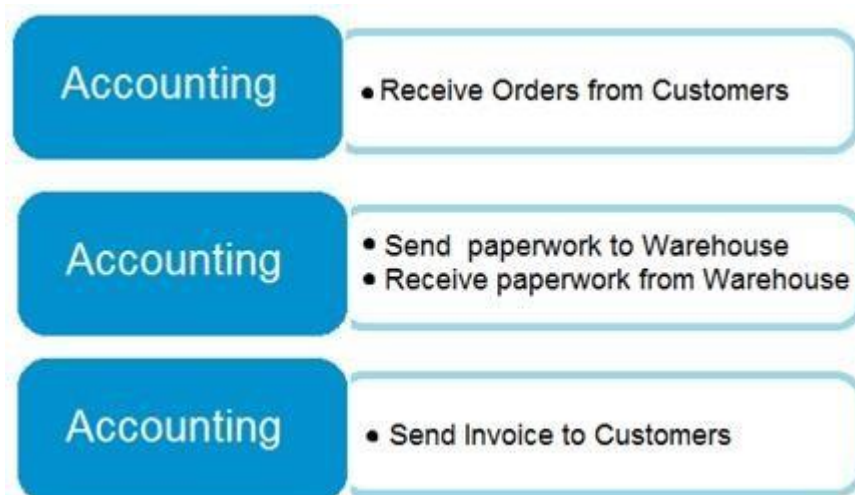 Accounting
• Receive Orders from Customers
Accounting
• Send paperwork to Warehouse
• Receive paperwork from Warehouse
Accounting
• Send Invoice to Customers